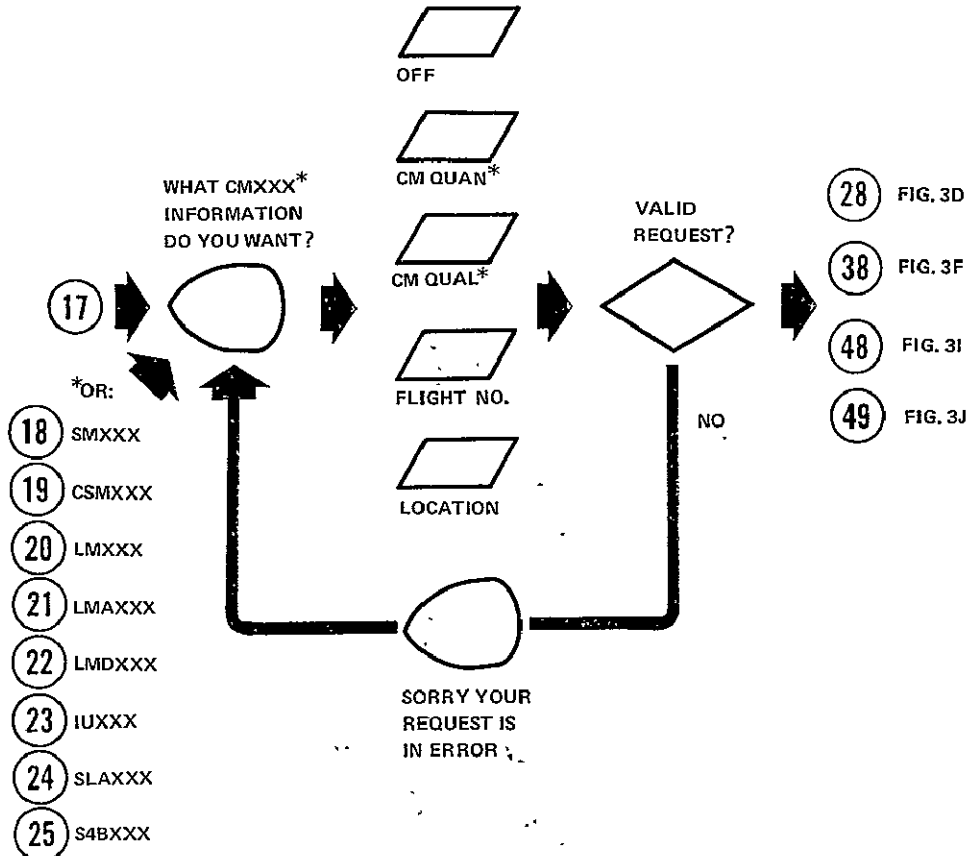 OFF
CM QUAN*
WHAT CMXXX*
INFORMATION
DO YOU WANT?
CM QUAL*
VALID
REQUEST?
28 FIG. 3D
38 FIG. 3F
48 FIG. 3I
49 FIG. 3J
17
*OR:
FLIGHT NO.
NO
18 SMXXX
19 CSMXXX
LOCATION
20 LMXXX
21 LMAXXX
22 LMDXXX
23 IUXXX
24 SLAXXX
25 S4BXXX
SORRY YOUR
REQUEST IS
IN ERROR